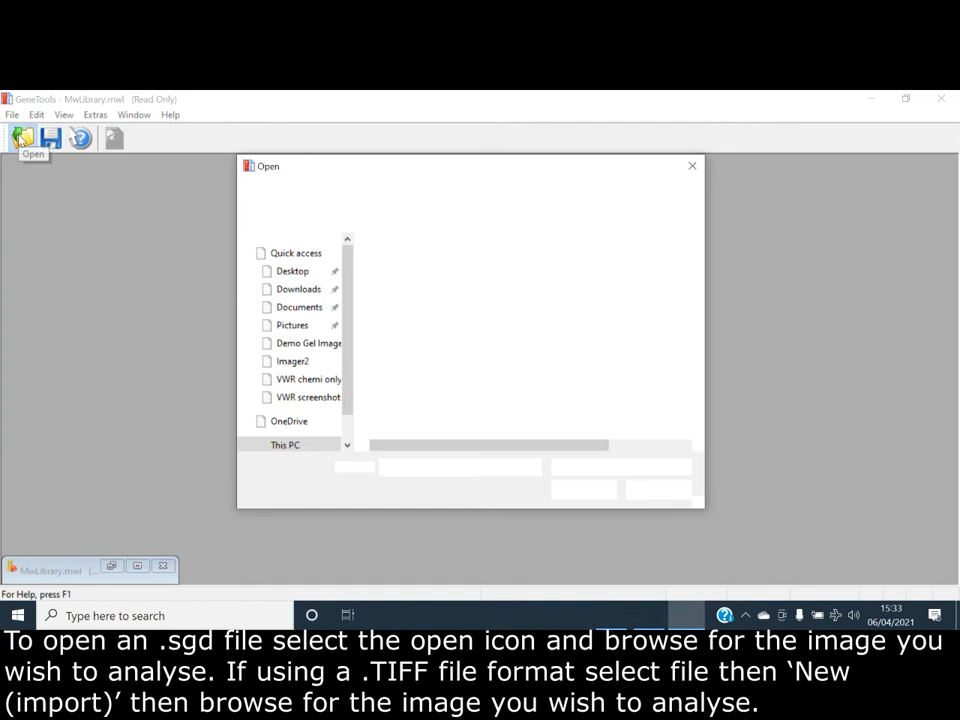 GeneTools - MwLibrary.mwl (Read Only)
File Edit View Extras Window Help
Open
Open
Quick access
Desktop
Downloads
Documents
Pictures
Demo Gel Image
Imager2
VWR chemi only
VWR screenshot
OneDrive
This PC
MwLibrary.mwl (...
For Help, press F1
Type here to search
15:33
06/04/2021
To open an .sgd file select the open icon and browse for the image you
wish to analyse. If using a .TIFF file format select file then ‘New
(import)’ then browse for the image you wish to analyse.